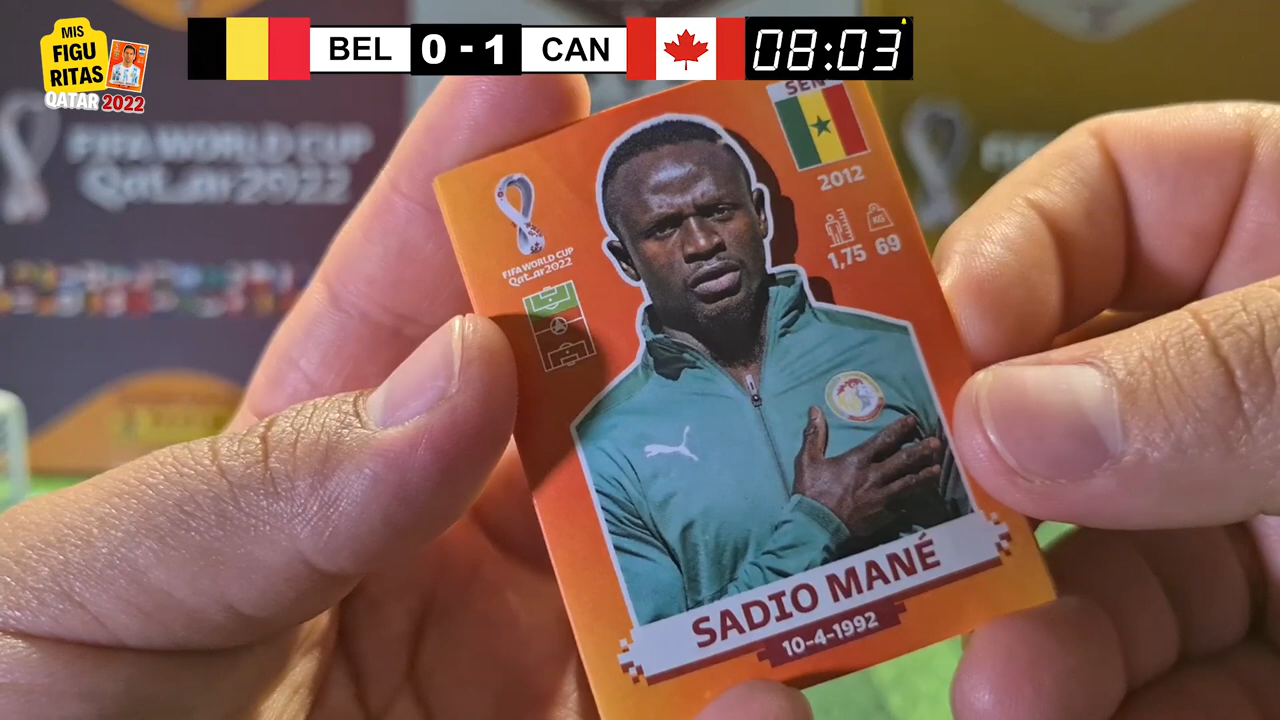 MIS
FIGU
RITAS
QATAR 2022
BEL 0 - 1 CAN 08:03
FIFA WORLD CUP
Qatar2022
SEN
2012
KG
1,75 69
FIFA WORLD CUP
Qatar2022
SADIO MANÉ
10-4-1992